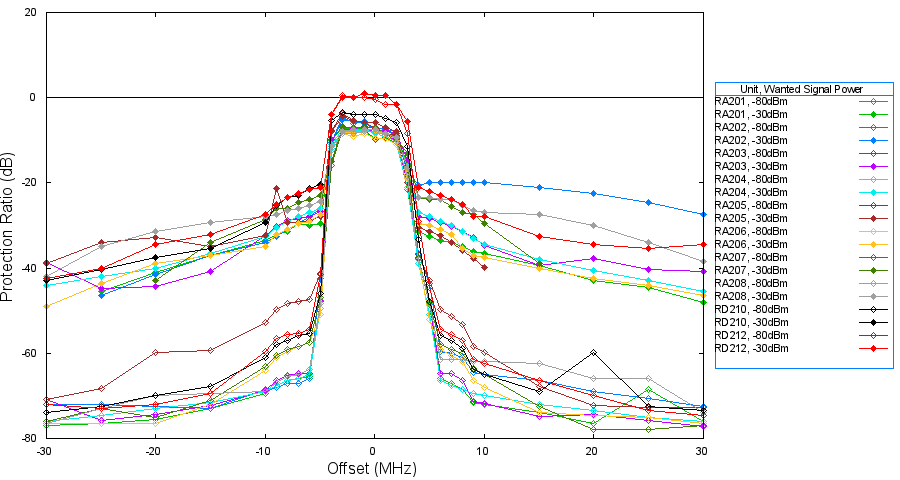 20
0
-20
-40
-60
-80
-30
-20
-10
0
10
20
30
Protection Ratio (dB)
Offset (MHz)
Unit, Wanted Signal Power
RA201, -80dBm
RA201, -30dBm
RA202, -80dBm
RA202, -30dBm
RA203, -80dBm
RA203, -30dBm
RA204, -80dBm
RA204, -30dBm
RA205, -80dBm
RA205, -30dBm
RA206, -80dBm
RA206, -30dBm
RA207, -80dBm
RA207, -30dBm
RA208, -80dBm
RA208, -30dBm
RD210, -80dBm
RD210, -30dBm
RD212, -80dBm
RD212, -30dBm